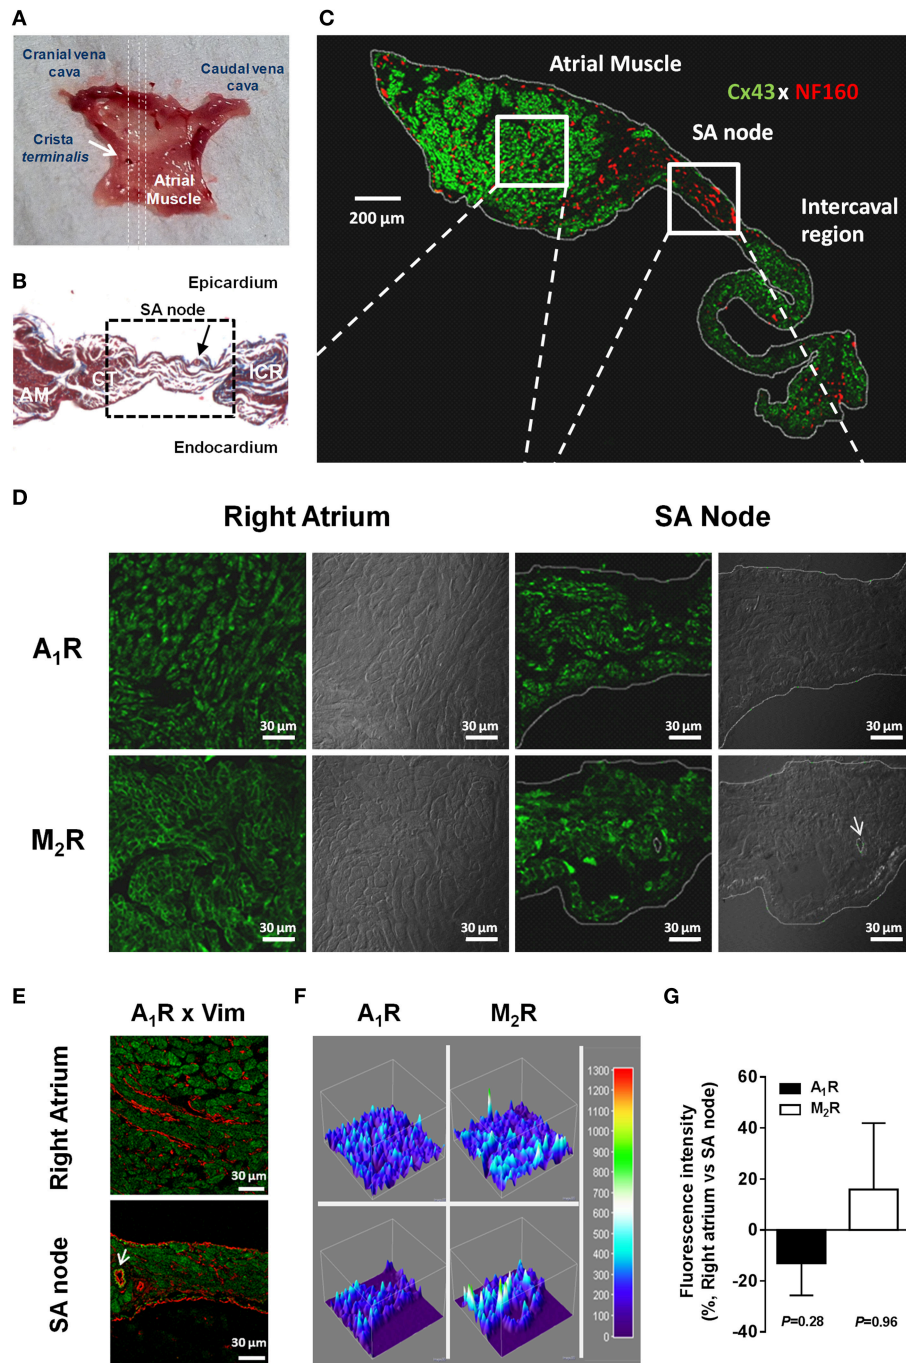 A
Cranial vena
cava
Caudal vena
cava
Crista
terminalis
Atrial
Muscle
B
Epicardium
SA node
AM
CT
ICR
Endocardium
C
Atrial Muscle
Cx43 x NF160
SA node
200 µm
Intercaval
region
D
Right Atrium
SA Node
A₁R
30 µm
30 µm
30 µm
30 µm
M₂R
30 µm
30 µm
30 µm
30 µm
E
A₁R x Vim
Right Atrium
30 µm
SA node
30 µm
F
A₁R
M₂R
1300
1200
1100
1000
900
800
700
600
500
400
300
200
100
0
G
A₁R
M₂R
Fluorescence intensity
(%, Right atrium vs SA node)
60
40
20
0
-20
-40
P=0.28
P=0.96